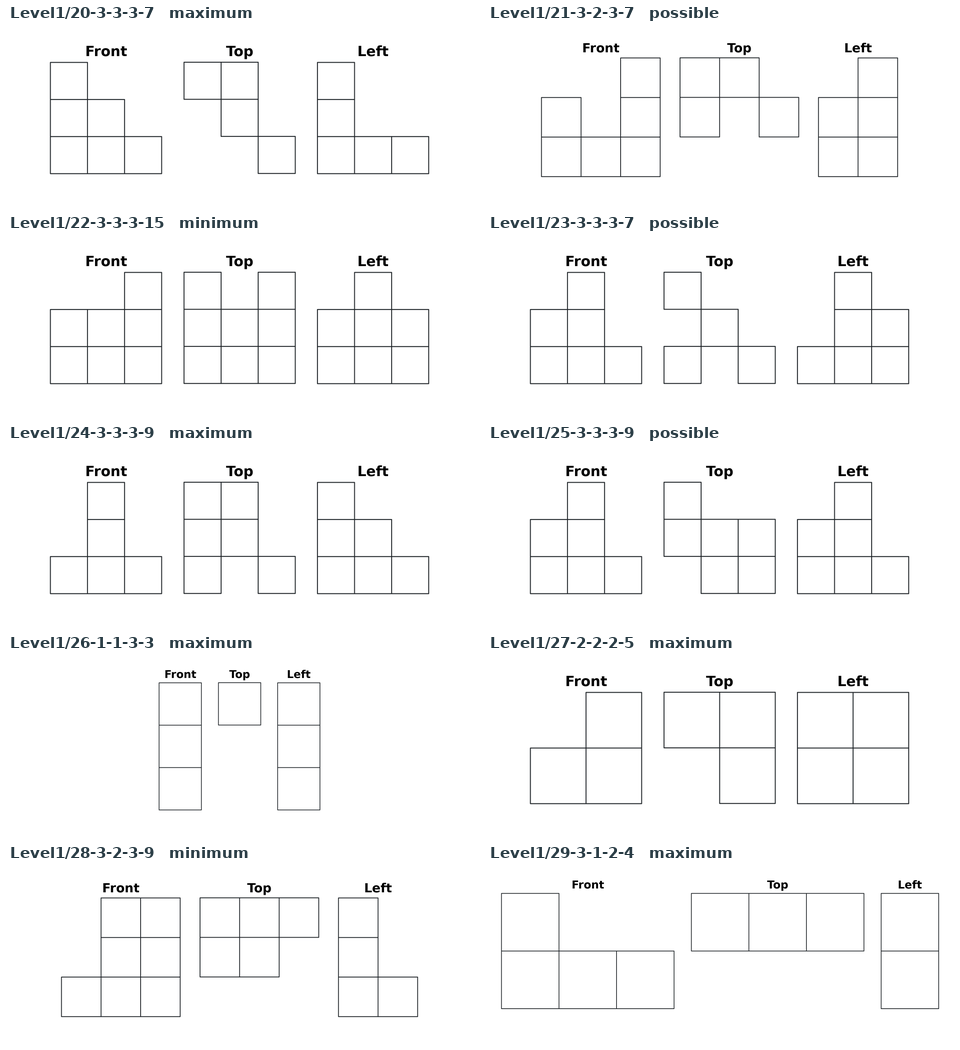 Level1/20-3-3-3-7 maximum
Front Top Left
Level1/21-3-2-3-7 possible
Front Top Left
Level1/22-3-3-3-15 minimum
Front Top Left
Level1/23-3-3-3-7 possible
Front Top Left
Level1/24-3-3-3-9 maximum
Front Top Left
Level1/25-3-3-3-9 possible
Front Top Left
Level1/26-1-1-3-3 maximum
Front Top Left
Level1/27-2-2-2-5 maximum
Front Top Left
Level1/28-3-2-3-9 minimum
Front Top Left
Level1/29-3-1-2-4 maximum
Front Top Left